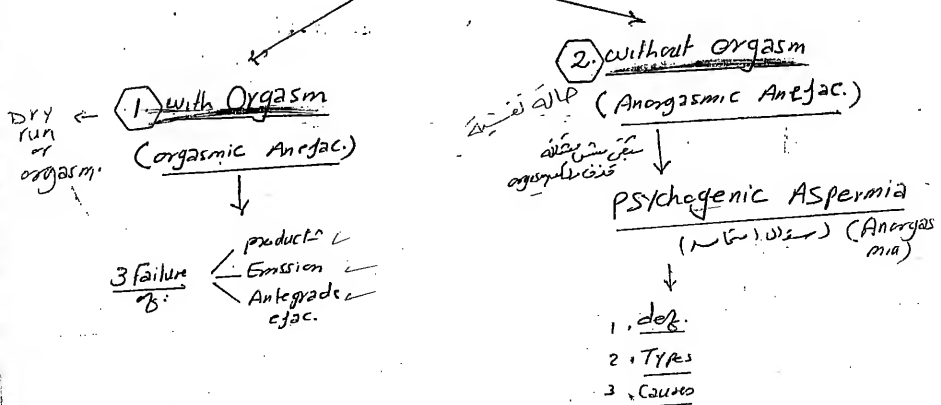 1) with Orgasm
Dry run or orgasm.
(orgasmic Anejac.)
3 Failure of:
product=
Emission
Antegrade ejac.
2. without orgasm
(Anorgasmic Anejac.)
حالة نفسية
Psychogenic Aspermia
(Anorgasmia)
1. def.
2. Types
3. Causes